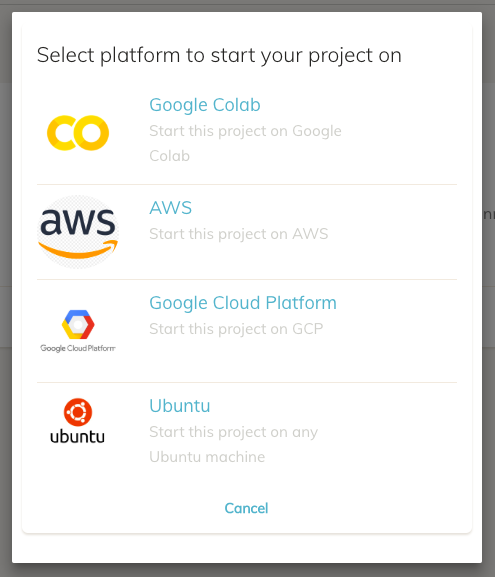 Select platform to start your project on
Google Colab
Start this project on Google
Colab
aws
AWS
Start this project on AWS
Google Cloud Platform
Google Cloud Platform
Start this project on GCP
ubuntu
Ubuntu
Start this project on any
Ubuntu machine
Cancel